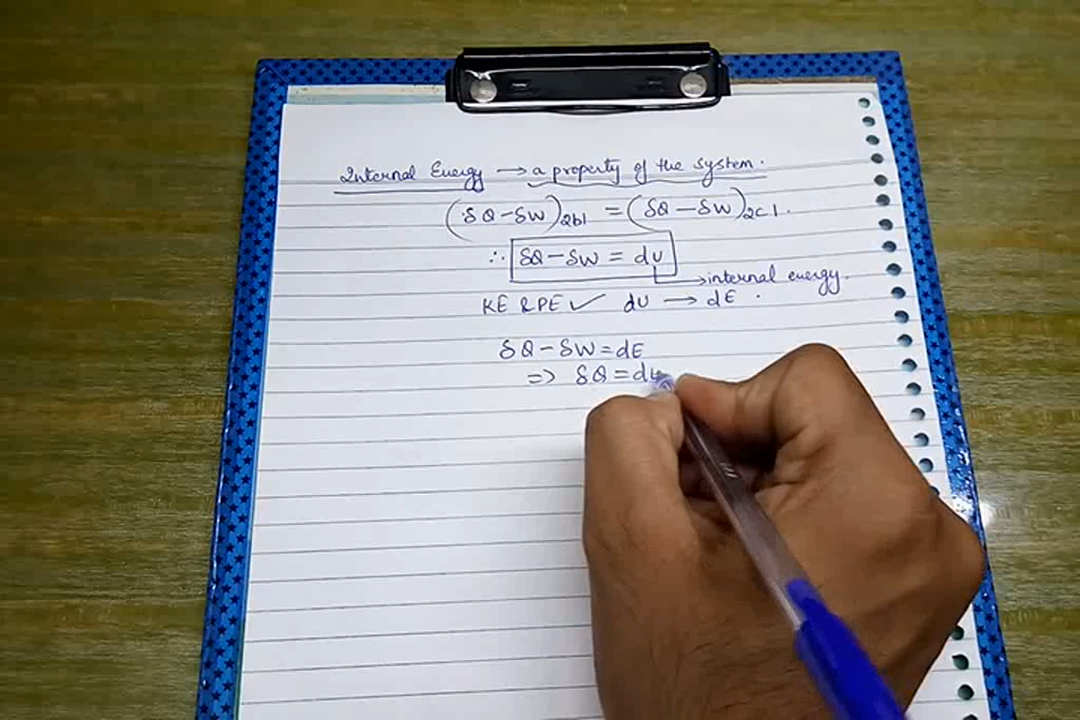 Internal Energy → a property of the system.
(δQ-δW)2b1 = (δQ-δW)2c1.
∴ δQ-δW = dU
→internal energy.
KE & PE ✓ dU → dE.
δQ-δW=dE
=> δQ=dE